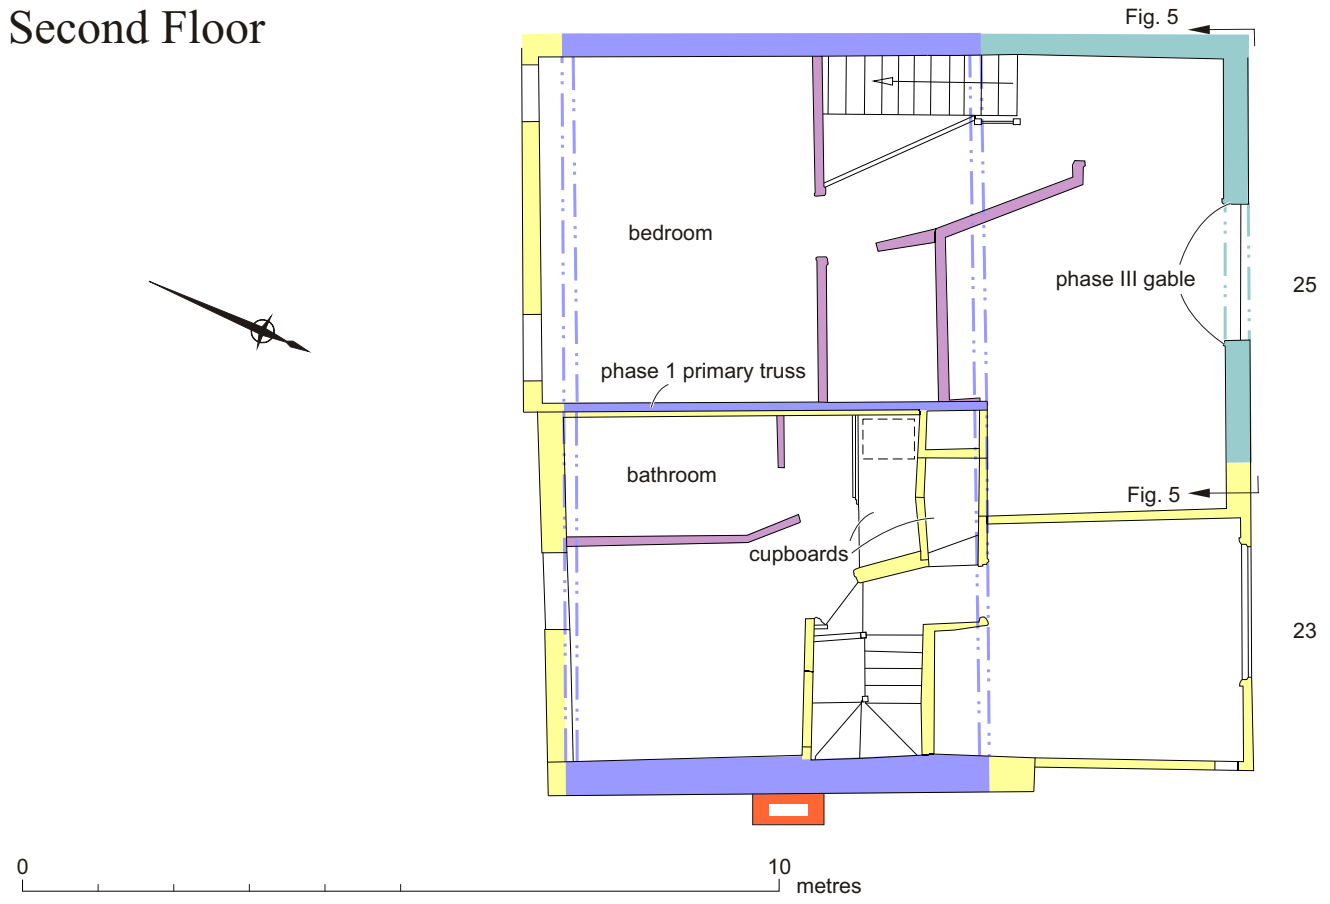 Second Floor
Fig. 5
bedroom
phase III gable
25
phase 1 primary truss
bathroom
Fig. 5
cupboards
23
0
10
metres